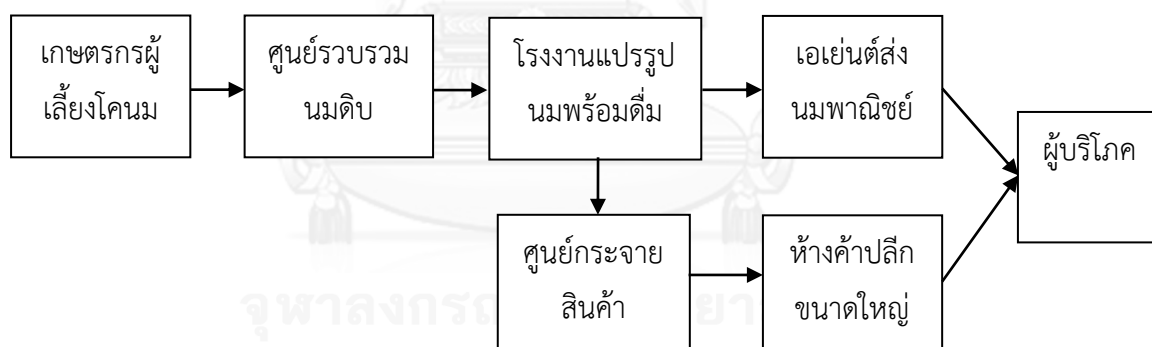 เกษตรกรผู้
เลี้ยงโคนม
ศูนย์รวบรวม
นมดิบ
โรงงานแปรรูป
นมพร้อมดื่ม
เอเย่นต์ส่ง
นมพาณิชย์
ผู้บริโภค
ศูนย์กระจาย
สินค้า
ห้างค้าปลีก
ขนาดใหญ่